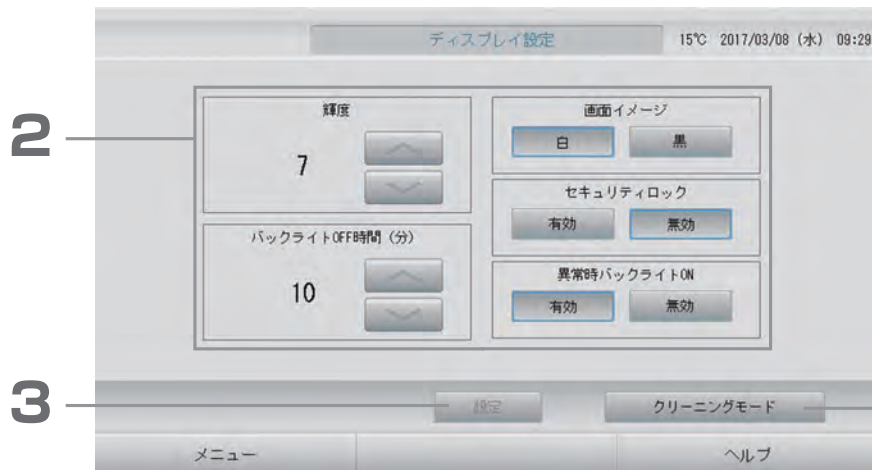 ディスプレイ設定
15℃ 2017/03/08 (水) 09:29
2
輝度
7
バックライトOFF時間 (分)
10
画面イメージ
白 黒
セキュリティロック
有効 無効
異常時バックライトON
有効 無効
3
設定 クリーニングモード
メニュー ヘルプ